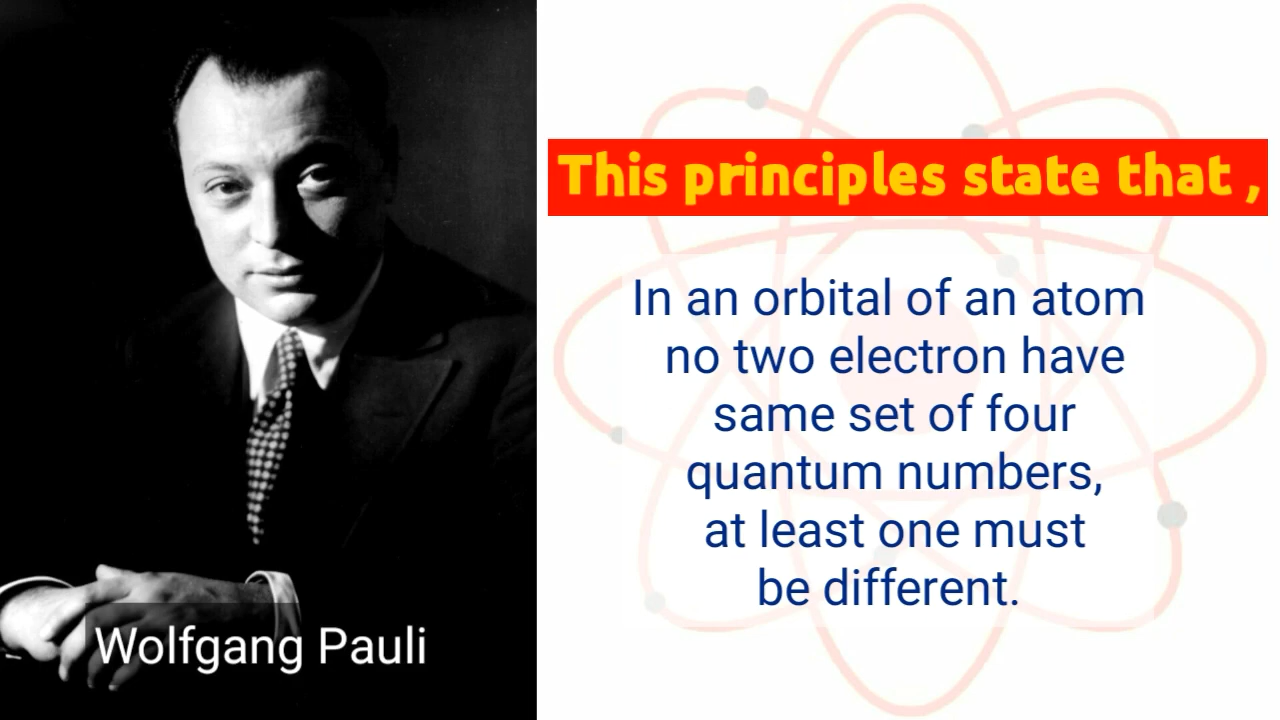 Wolfgang Pauli
This principles state that ,
In an orbital of an atom
no two electron have
same set of four
quantum numbers,
at least one must
be different.